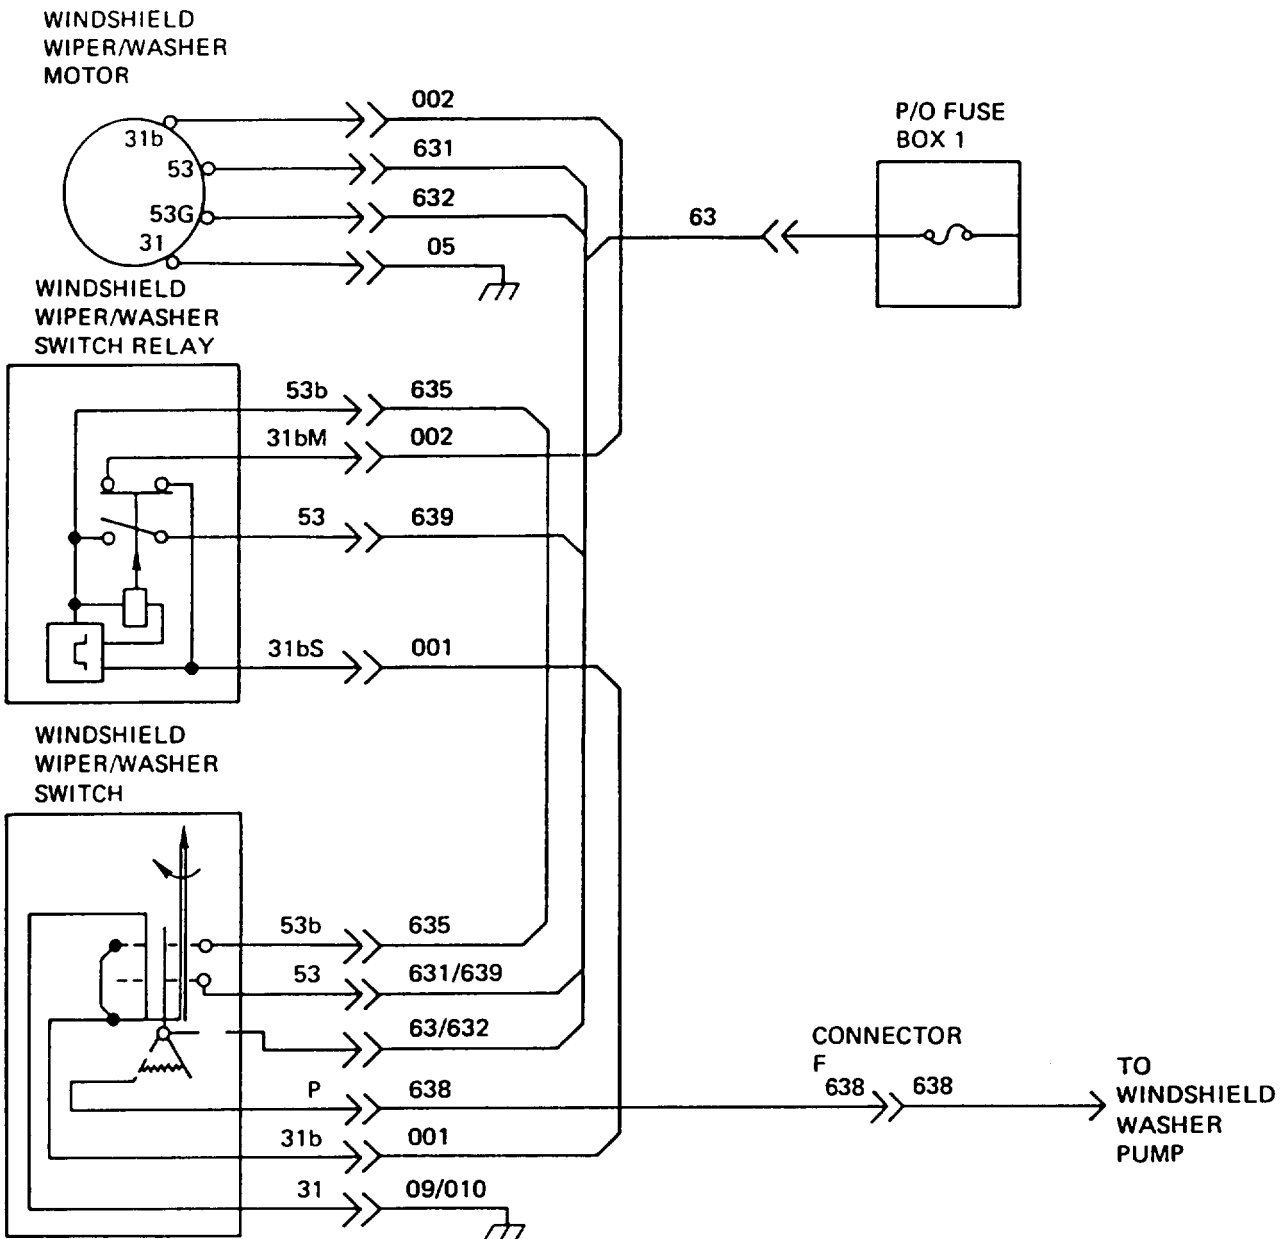 WINDSHIELD
WIPER/WASHER
MOTOR
002
31b
53
631
53G
632
31
05
63
P/O FUSE
BOX 1
WINDSHIELD
WIPER/WASHER
SWITCH RELAY
53b
635
31bM
002
53
639
31bS
001
WINDSHIELD
WIPER/WASHER
SWITCH
53b
635
53
631/639
63/632
P
638
31b
001
31
09/010
CONNECTOR
F
638
638
TO
WINDSHIELD
WASHER
PUMP